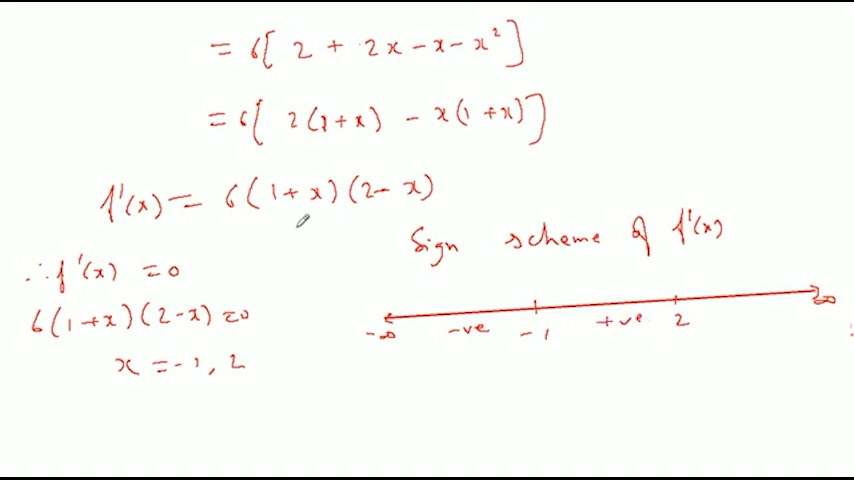 = 6[ 2 + 2x - x - x²]
= 6[ 2(1+x) - x(1+x)]
f'(x) = 6(1+x)(2-x)
Sign scheme of f'(x)
∴ f'(x) = 0
6(1+x)(2-x) = 0
x = -1, 2
-∞ -ve -1 +ve 2 ∞